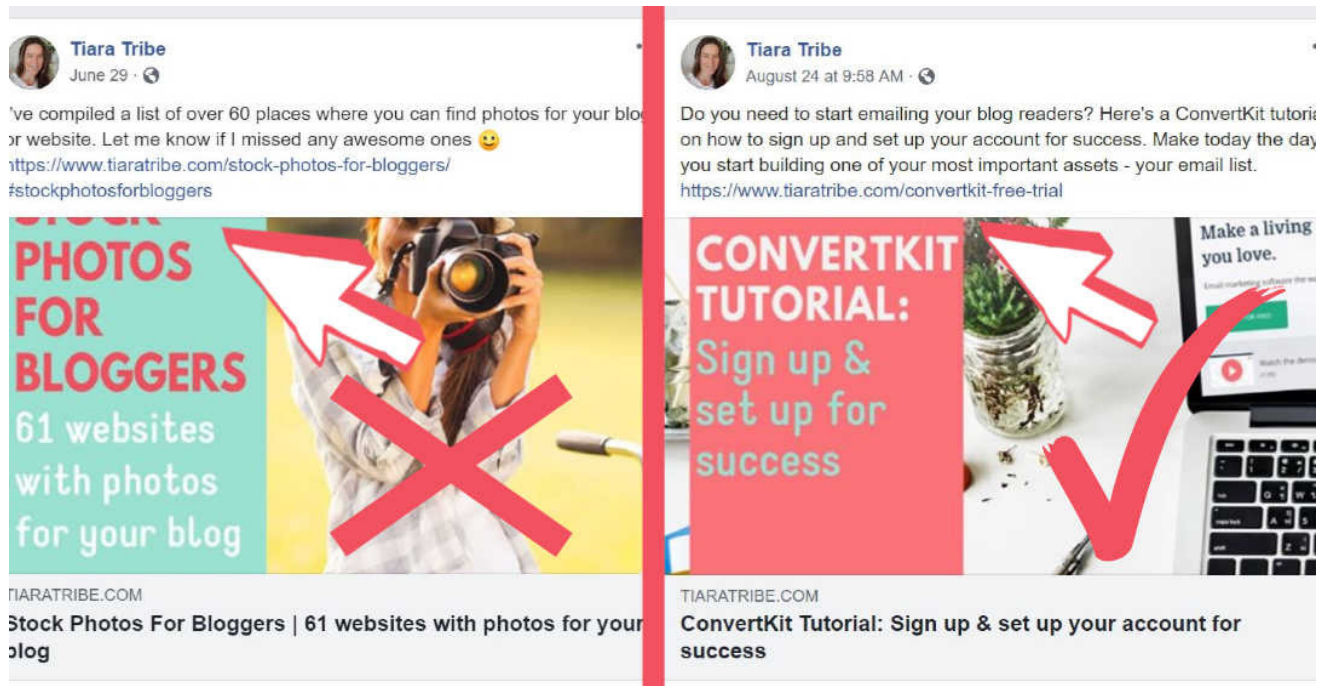 Tiara Tribe
June 29
've compiled a list of over 60 places where you can find photos for your blo
or website. Let me know if I missed any awesome ones
https://www.tiaratribe.com/stock-photos-for-bloggers/
#stockphotosforbloggers
STOCK
PHOTOS
FOR
BLOGGERS
61 websites
with photos
for your blog
TIARATRIBE.COM
Stock Photos For Bloggers | 61 websites with photos for your
blog
Tiara Tribe
August 24 at 9:58 AM
Do you need to start emailing your blog readers? Here's a ConvertKit tutoria
on how to sign up and set up your account for success. Make today the day
you start building one of your most important assets - your email list.
https://www.tiaratribe.com/convertkit-free-trial
CONVERTKIT
TUTORIAL:
Sign up &
set up for
success
Make a living
you love.
TIARATRIBE.COM
ConvertKit Tutorial: Sign up & set up your account for
success